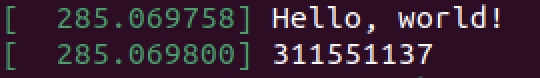 [  285.069758] Hello, world!
[  285.069800] 311551137